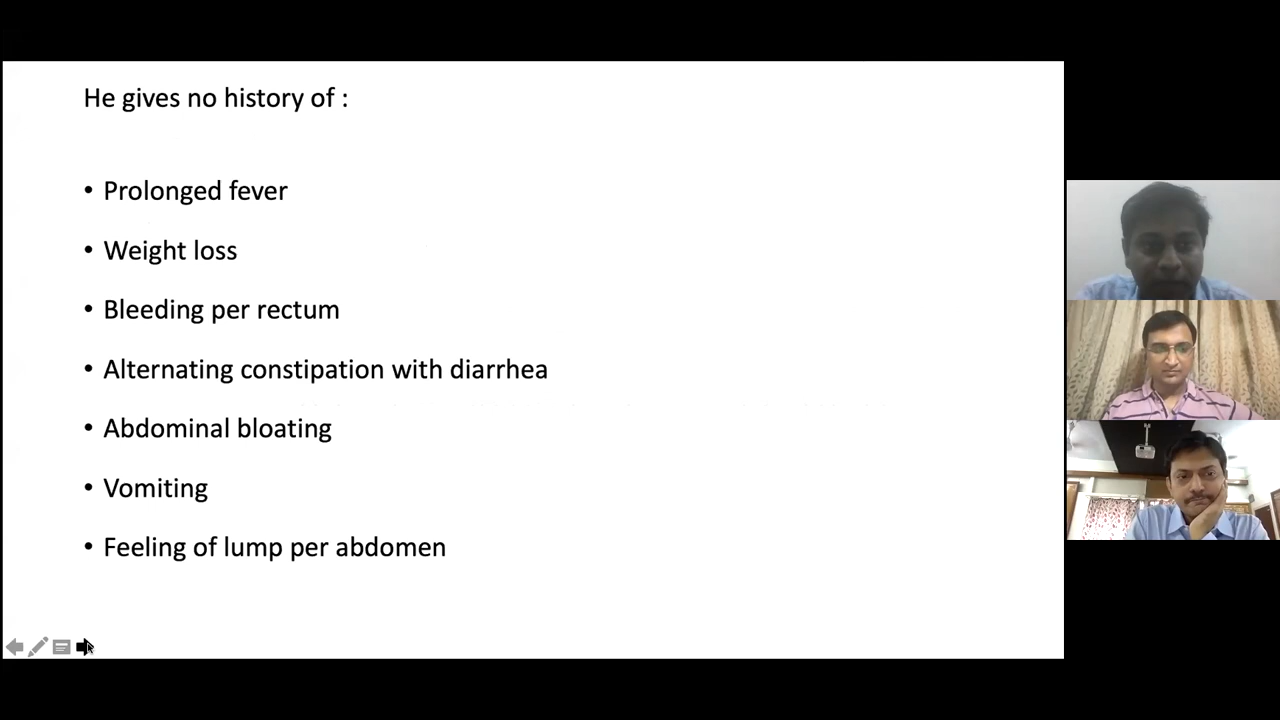 He gives no history of :
• Prolonged fever
• Weight loss
• Bleeding per rectum
• Alternating constipation with diarrhea
• Abdominal bloating
• Vomiting
• Feeling of lump per abdomen